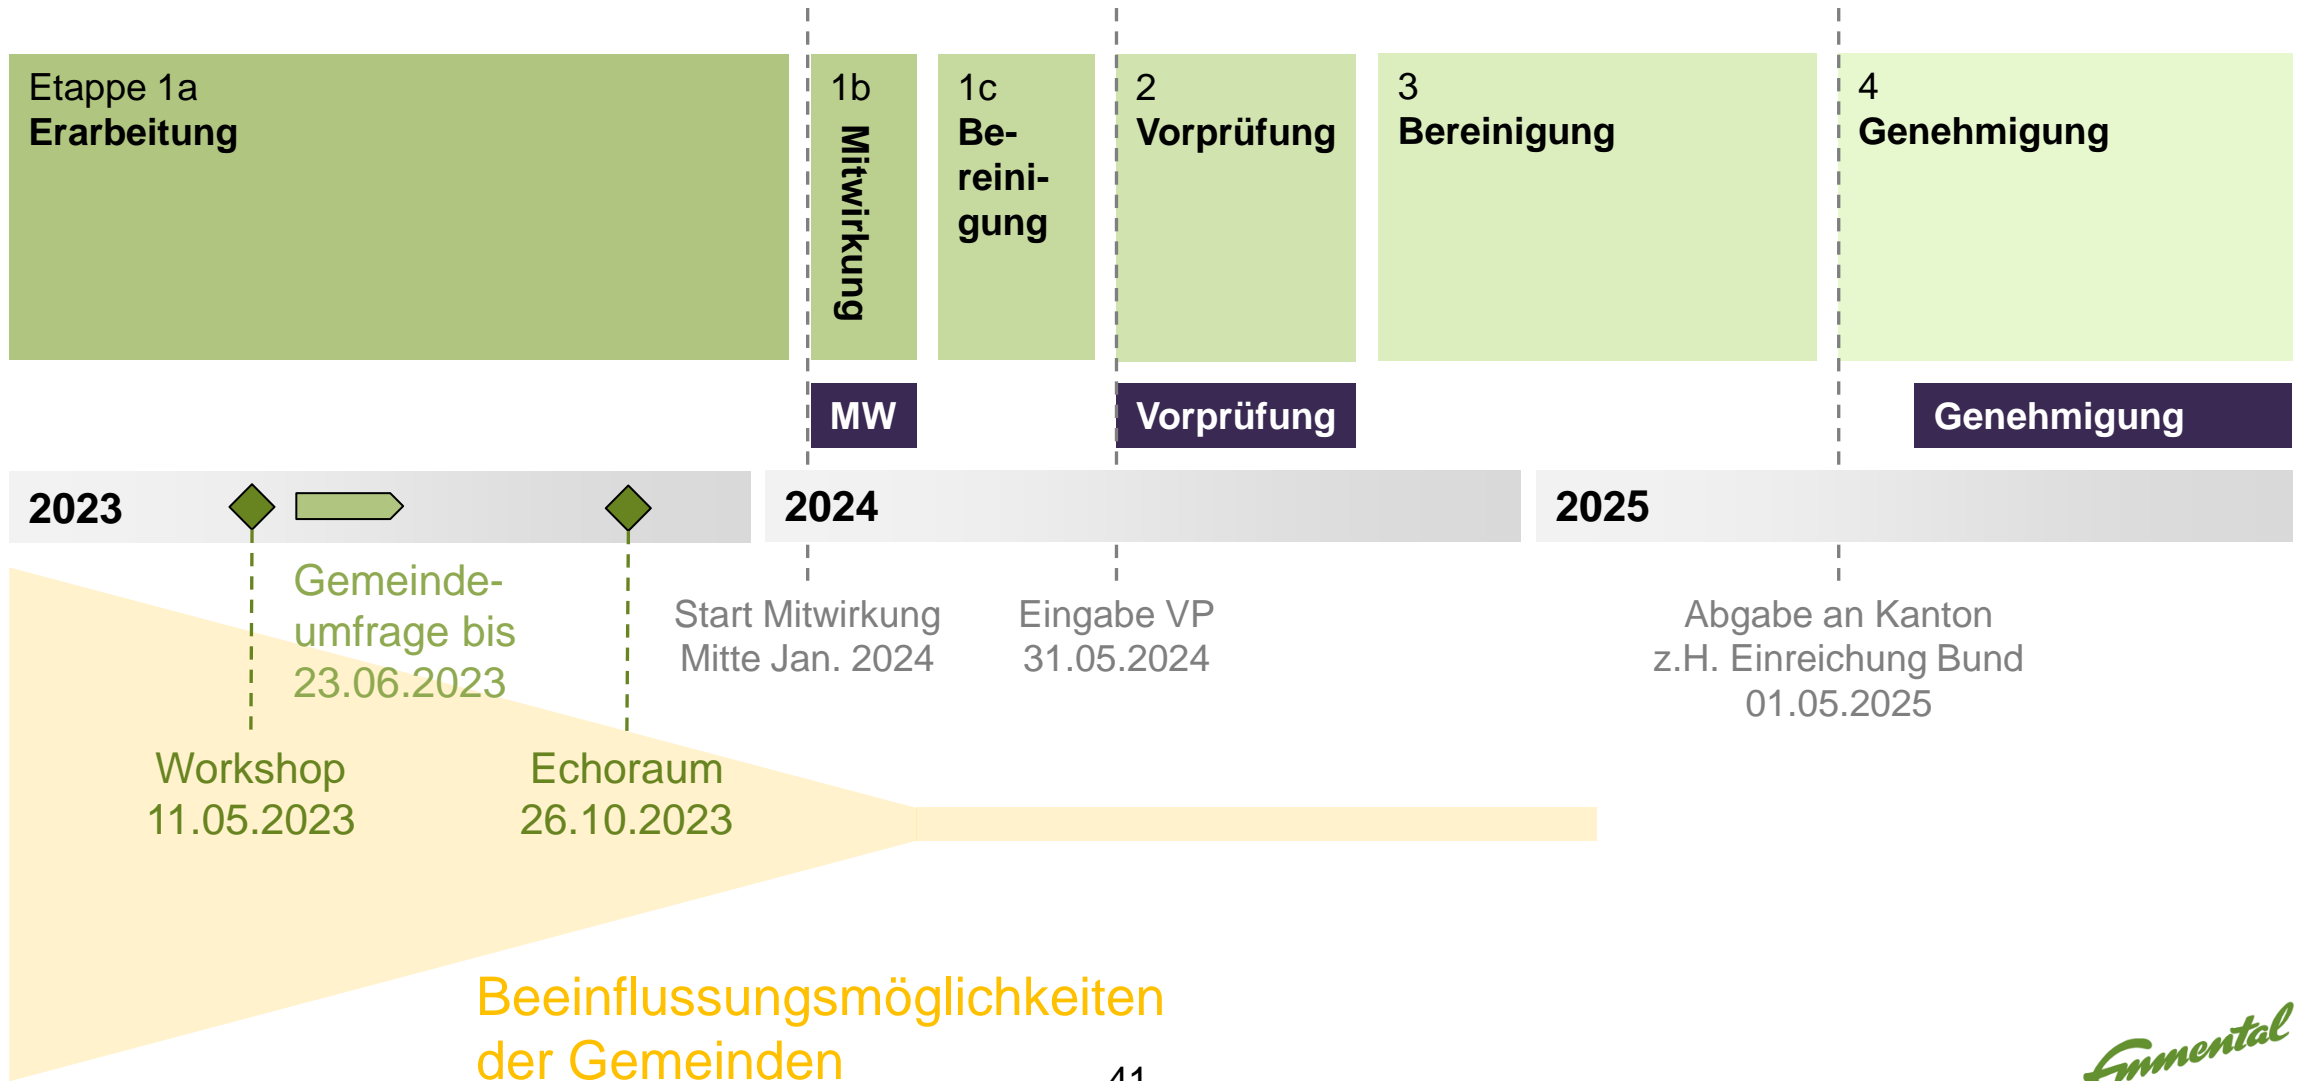 Etappe 1a
Erarbeitung
1b
Mitwirkung
1c
Be-
reini-
gung
2
Vorprüfung
3
Bereinigung
4
Genehmigung
MW
Vorprüfung
Genehmigung
2023
2024
2025
Gemeinde-
umfrage bis
23.06.2023
Start Mitwirkung
Mitte Jan. 2024
Eingabe VP
31.05.2024
Abgabe an Kanton
z.H. Einreichung Bund
01.05.2025
Workshop
11.05.2023
Echoraum
26.10.2023
Beeinflussungsmöglichkeiten
der Gemeinden
41
Emmental